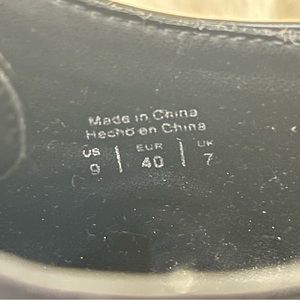 Made in China
Hecho en China
US | EUR | UK
9 | 40 | 7